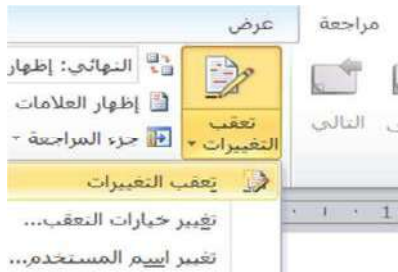 مراجعة
عرض
النهائي: إظهار
إظهار العلامات
جزء المراجعة
تعقب
التغييرات
التالي
تعقب التغييرات
تغيير خيارات التعقب...
تغيير اسم المستخدم...
1